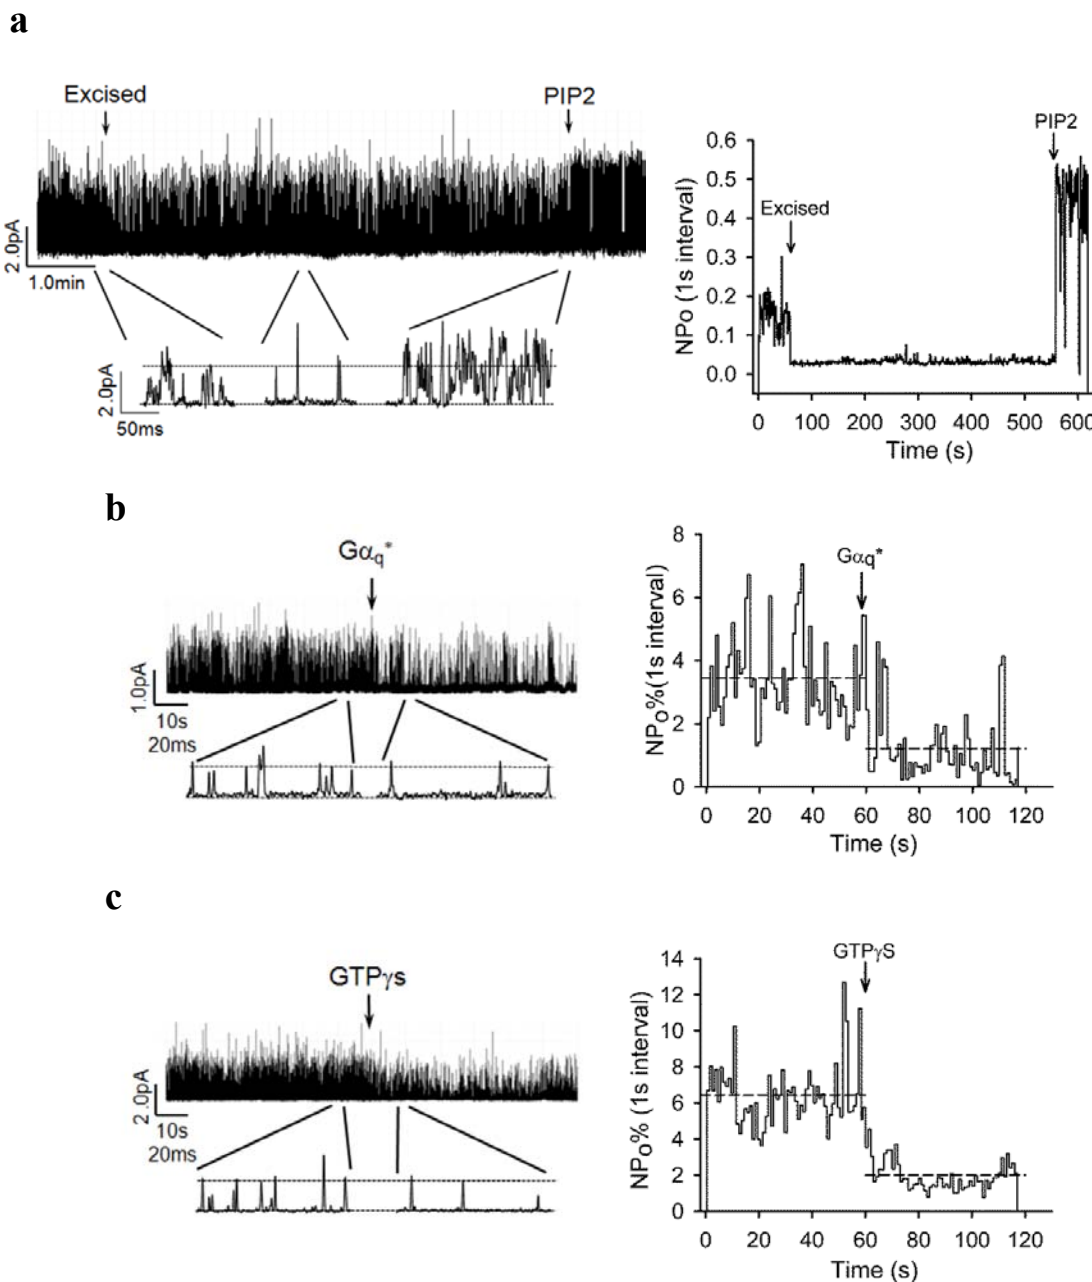 a
Excised
PIP2
2.0pA
1.0min
2.0pA
50ms
PIP2
Excised
NPo (1s interval)
0.6
0.5
0.4
0.3
0.2
0.1
0.0
0 100 200 300 400 500 600
Time (s)
b
Gαq*
1.0pA
10s
20ms
Gαq*
NPo%(1s interval)
8
6
4
2
0
0 20 40 60 80 100 120
Time (s)
c
GTPγs
2.0pA
10s
20ms
GTPγS
NPo% (1s interval)
14
12
10
8
6
4
2
0
0 20 40 60 80 100 120
Time (s)